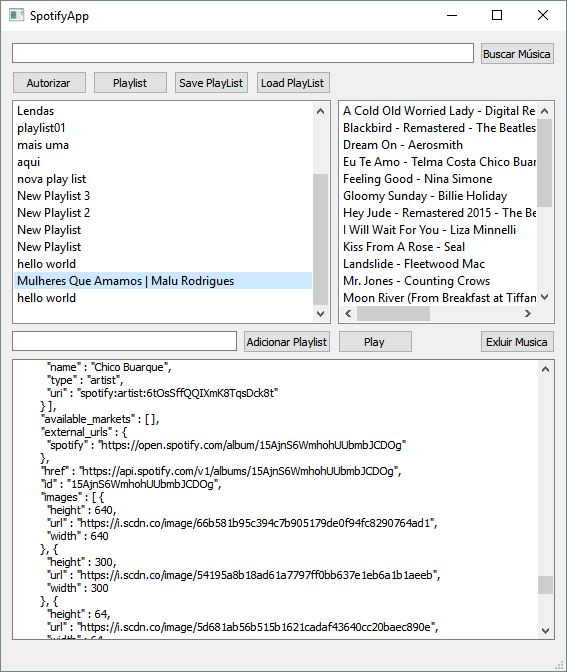 SpotifyApp
Buscar Música
Autorizar
Playlist
Save PlayList
Load PlayList
Lendas
playlist01
mais uma
aqui
nova play list
New Playlist 3
New Playlist 2
New Playlist
New Playlist
hello world
Mulheres Que Amamos | Malu Rodrigues
hello world
A Cold Old Worried Lady - Digital Re
Blackbird - Remastered - The Beatles
Dream On - Aerosmith
Eu Te Amo - Telma Costa Chico Buar
Feeling Good - Nina Simone
Gloomy Sunday - Billie Holiday
Hey Jude - Remastered 2015 - The Be
I Will Wait For You - Liza Minnelli
Kiss From A Rose - Seal
Landslide - Fleetwood Mac
Mr. Jones - Counting Crows
Moon River (From Breakfast at Tiffan
Adicionar Playlist
Play
Exluir Musica
"name" : "Chico Buarque",
"type" : "artist",
"uri" : "spotify:artist:6tOsSffQQIXmK8TqsDck8t"
} ],
"available_markets" : [ ],
"external_urls" : {
"spotify" : "https://open.spotify.com/album/15AjnS6WmhohUUbmbJCDOg"
},
"href" : "https://api.spotify.com/v1/albums/15AjnS6WmhohUUbmbJCDOg",
"id" : "15AjnS6WmhohUUbmbJCDOg",
"images" : [ {
"height" : 640,
"url" : "https://i.scdn.co/image/66b581b95c394c7b905179de0f94fc8290764ad1",
"width" : 640
}, {
"height" : 300,
"url" : "https://i.scdn.co/image/54195a8b18ad61a7797ff0bb637e1eb6a1b1aeeb",
"width" : 300
}, {
"height" : 64,
"url" : "https://i.scdn.co/image/5d681ab56b515b1621cadaf43640cc20baec890e",
"width" : 64